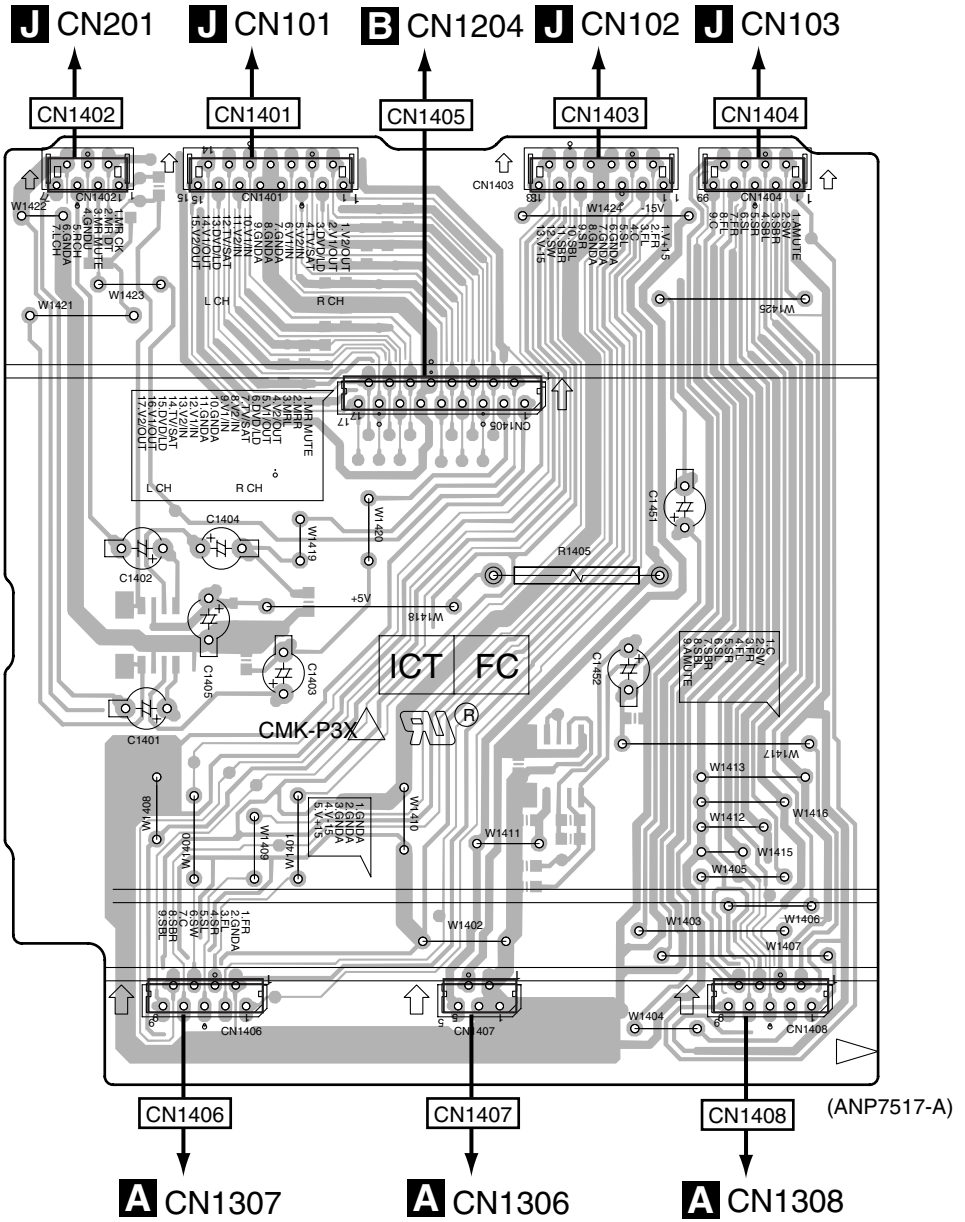 J CN201
J CN101
B CN1204
J CN102
J CN103
CN1402
CN1401
CN1405
CN1403
CN1404
CN1402
CN1401
CN1403
CN1404
W1422
1.MR CK
2.MR DT
3.MR MUTE
4.GNDD
5.RCH
6.GNDA
7.LCH
1.V2/OUT
2.V1/OUT
3.DVD/LD
4.TV/SAT
5.V2/IN
6.V1/IN
7.GNDA
8.GNDA
9.GNDA
10.V1/IN
11.V2/IN
12.TV/SAT
13.DVD/LD
14.V1/OUT
15.V2/OUT
W1424
-15V
1.V+15
2.FR
3.FL
4.C
5.SL
6.GNDA
7.GNDA
8.GNDA
9.SR
10.SBL
11.SBR
12.SW
13.V-15
1.AMUTE
2.SW
3.SBR
4.SBL
5.SR
6.SL
7.FR
8.FL
9.C
W1423
W1421
L CH
R CH
W1425
CN1405
17
1
1.MR MUTE
2.MRR
3.MRL
4.V2/OUT
5.V1/OUT
6.DVD/LD
7.TV/SAT
8.V2/IN
9.V1/IN
10.GNDA
11.GNDA
12.V1/IN
13.V2/IN
14.TV/SAT
15.DVD/LD
16.V1/OUT
17.V2/OUT
L CH
R CH
C1451
C1404
C1402
W1419
W1420
R1405
+5V
W1418
C1405
C1403
ICT
FC
C1452
1.C
2.SW
3.FR
4.FL
5.SR
6.SL
7.SBR
8.SBL
9.AMUTE
C1401
CMK-P3X
R
W1417
W1413
W1408
W1400
W1409
W1401
1.GNDA
2.GNDA
3.GNDA
4.V-15
5.V+15
W1410
W1411
W1416
W1412
W1415
W1405
W1406
1.FR
2.GNDA
3.FL
4.SR
5.SL
6.SW
7.C
8.SBR
9.SBL
W1402
W1403
W1407
9
1
CN1406
5
1
CN1407
W1404
9
1
CN1408
CN1406
CN1407
CN1408
(ANP7517-A)
A CN1307
A CN1306
A CN1308